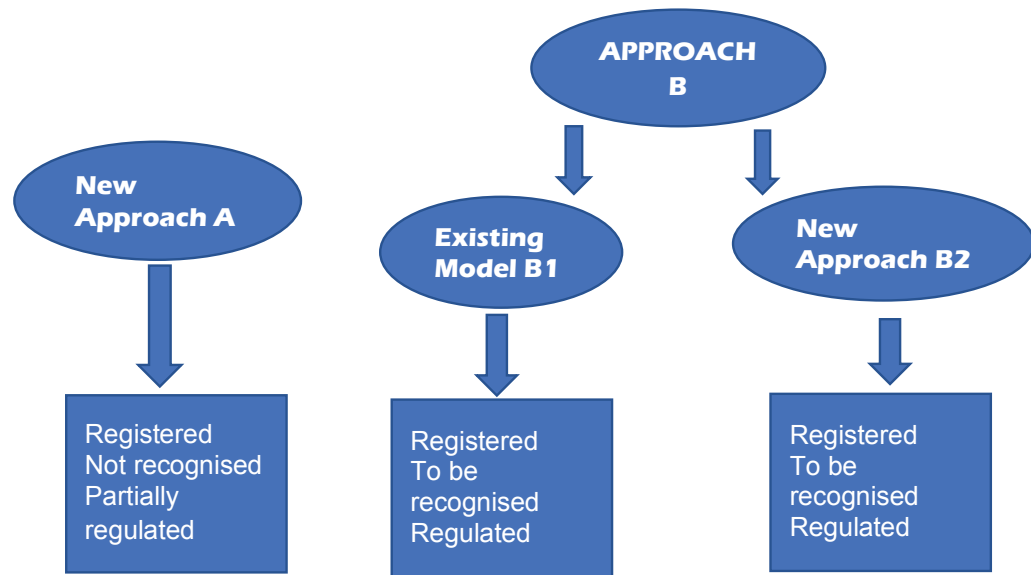 APPROACH
B
New
Approach A
Existing
Model B1
New
Approach B2
Registered
Not recognised
Partially
regulated
Registered
To be
recognised
Regulated
Registered
To be
recognised
Regulated